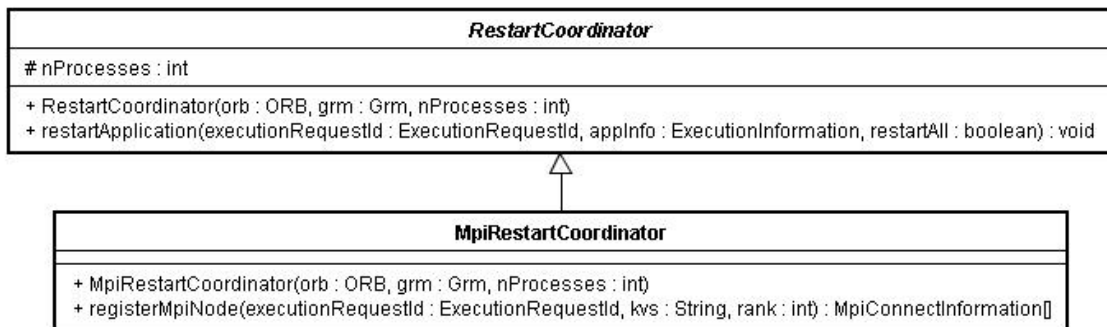 RestartCoordinator
# nProcesses : int
+ RestartCoordinator(orb : ORB, grm : Grm, nProcesses : int)
+ restartApplication(executionRequestId : ExecutionRequestId, appInfo : ExecutionInformation, restartAll : boolean) : void
MpiRestartCoordinator
+ MpiRestartCoordinator(orb : ORB, grm : Grm, nProcesses : int)
+ registerMpiNode(executionRequestId : ExecutionRequestId, kvs : String, rank : int) : MpiConnectInformation[]